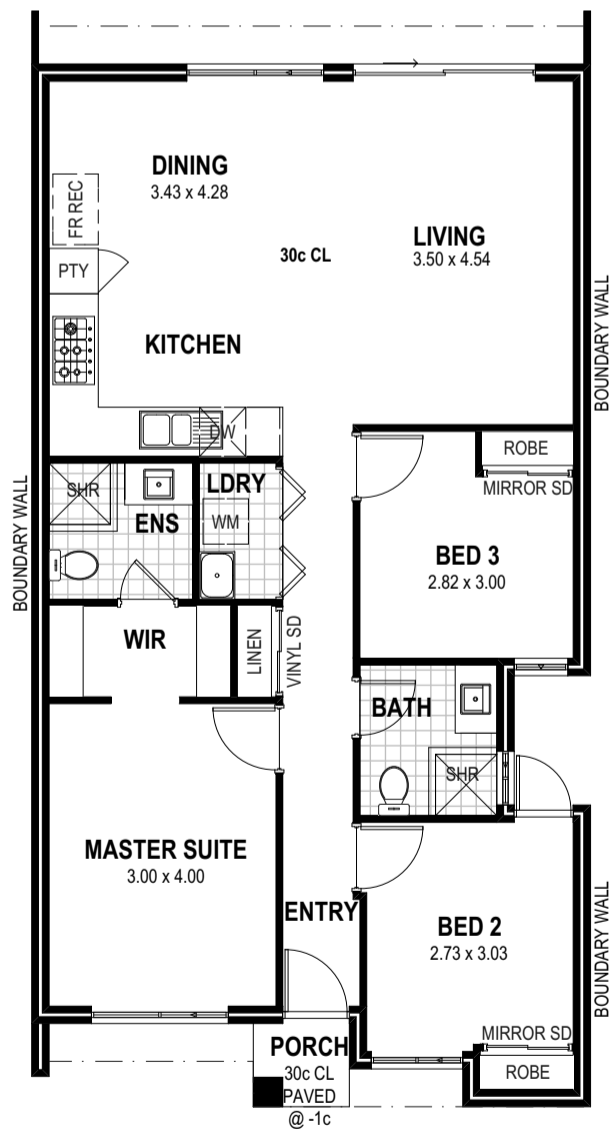 DINING
3.43 x 4.28
FR REC
30c CL
LIVING
3.50 x 4.54
PTY
BOUNDARY WALL
KITCHEN
DW
ROBE
MIRROR SD
SHR
LDRY
ENS
WM
BED 3
2.82 x 3.00
BOUNDARY WALL
WIR
LINEN
VINYL SD
BATH
SHR
MASTER SUITE
3.00 x 4.00
ENTRY
BED 2
2.73 x 3.03
BOUNDARY WALL
MIRROR SD
ROBE
PORCH
30c CL
PAVED
@ -1c